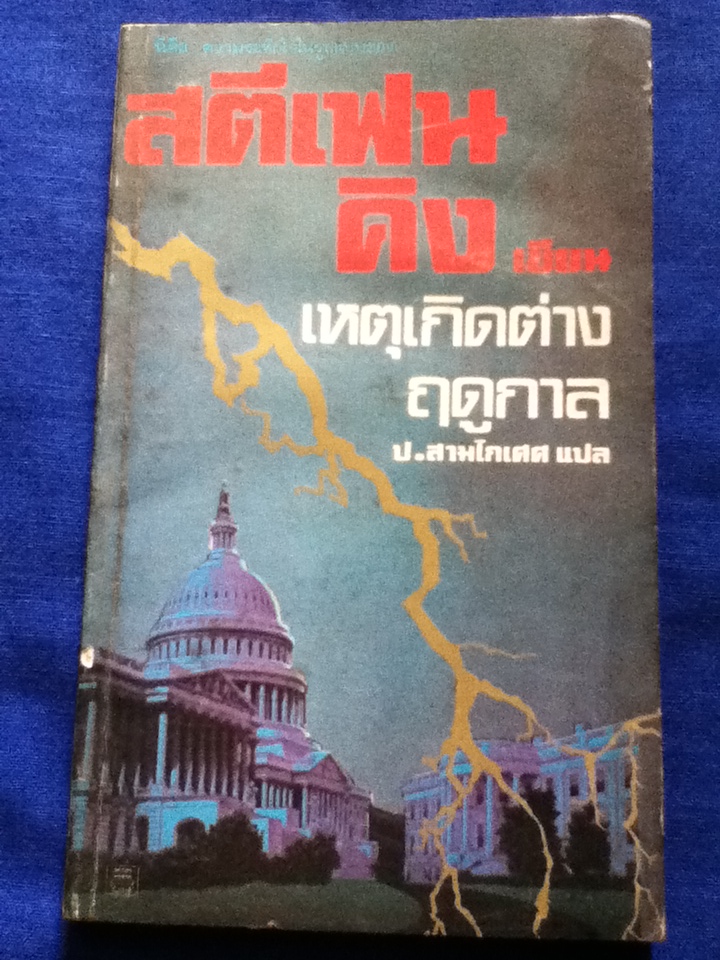 สตีเฟน
คิง เขียน
เหตุเกิดต่าง
ฤดูกาล
ป.สามโกเศศ แปล